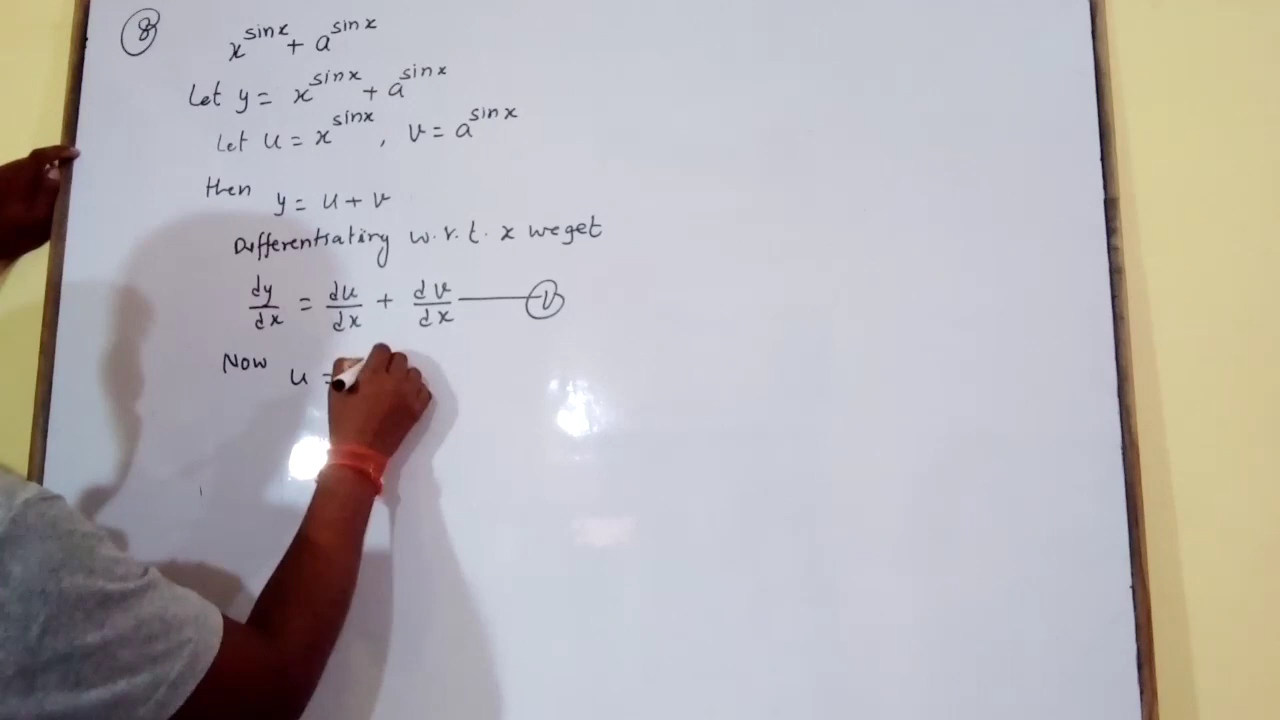 8 x^sinx + a^sinx
Let y = x^sinx + a^sinx
Let u = x^sinx , v = a^sinx
then y = u + v
Differentiating w.r.t. x we get
dy/dx = du/dx + dv/dx ——— 1
Now u =